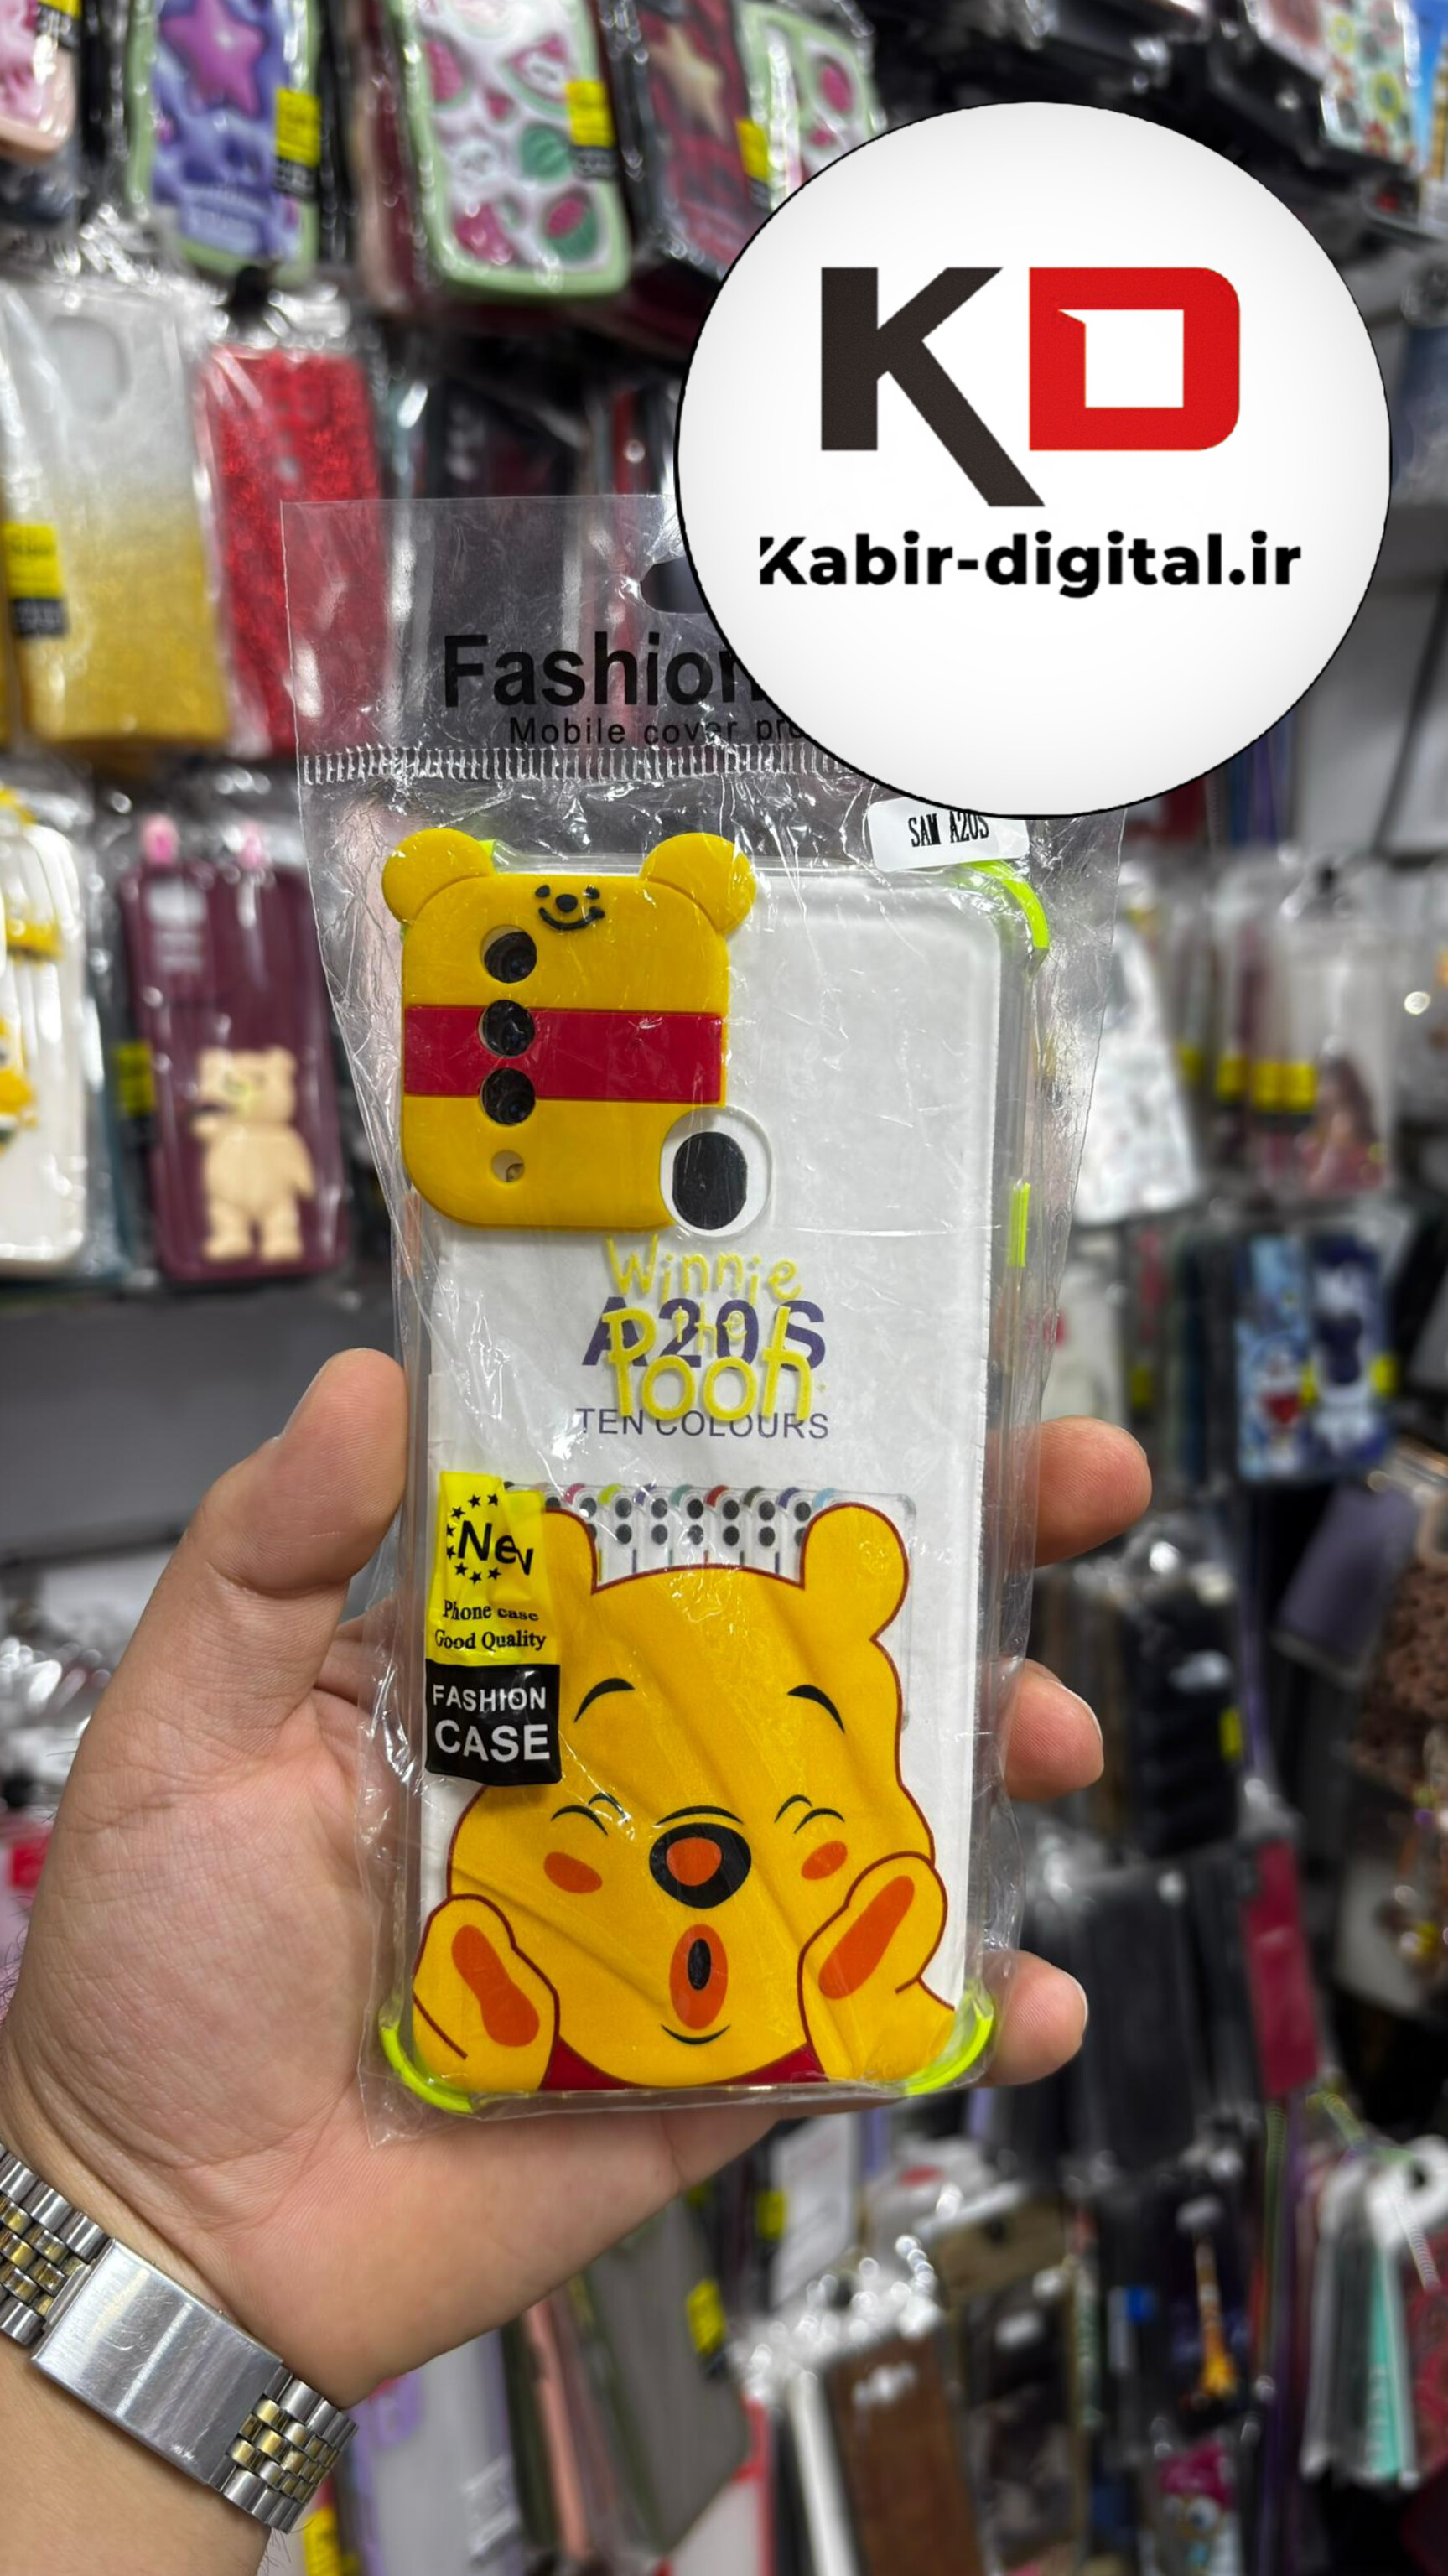 KD
Kabir-digital.ir
Fashion
Mobile cover
SAM A20S
Winnie
the
Pooh
A20S
TEN COLOURS
New
Phone case
Good Quality
FASHION
CASE